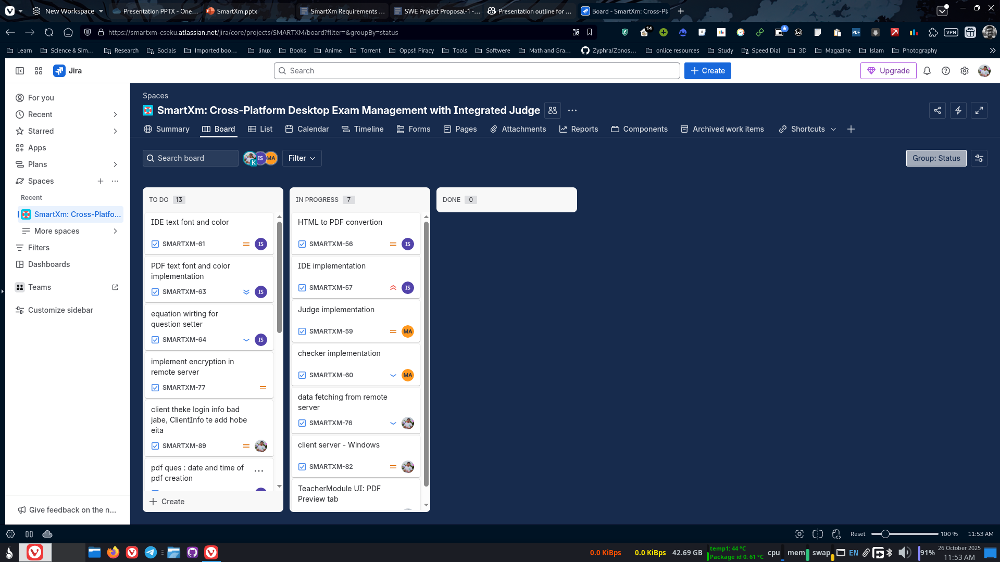 New Workspace
Presentation PPTX - One...
SmartXm.pptx
SmartXm Requirements ...
SWE Project Proposal-1 -...
Presentation outline for ...
Board - SmartXm: Cross-Pl
https://smartxm-cseku.atlassian.net/jira/core/projects/SMARTXM/board?filter=&groupBy=status
14
PDF
VPN
Learn
Science & Sim...
Research
Socials
Imported boo...
linux
Books
Anime
Torrent
Opps!! Piracy
Tools
Softwere
Math and Gra...
Zyphra/Zonos...
onlice resources
Study
Speed Dial
3D
Magazine
Islam
Photography
Jira
Search
Create
Upgrade
For you
Recent
Starred
Apps
Plans
Spaces
Recent
SmartXm: Cross-Platfo...
More spaces
Filters
Dashboards
Teams
Customize sidebar
Give feedback on the n...
Spaces
SmartXm: Cross-Platform Desktop Exam Management with Integrated Judge
Summary
Board
List
Calendar
Timeline
Forms
Pages
Attachments
Reports
Components
Archived work items
Shortcuts
Search board
K
IS
MA
Filter
Group: Status
TO DO 13
IDE text font and color
SMARTXM-61
IS
PDF text font and color
implementation
SMARTXM-63
IS
equation wirting for
question setter
SMARTXM-64
IS
implement encryption in
remote server
SMARTXM-77
client theke login info bad
jabe, ClientInfo te add hobe
eita
SMARTXM-89
pdf ques : date and time of
pdf creation
Create
IN PROGRESS 7
HTML to PDF convertion
SMARTXM-56
IS
IDE implementation
SMARTXM-57
IS
Judge implementation
SMARTXM-59
MA
checker implementation
SMARTXM-60
MA
data fetching from remote
server
SMARTXM-76
client server - Windows
SMARTXM-82
TeacherModule UI: PDF
Preview tab
DONE 0
Reset
100 %
11:53 AM
0.0 KiBps
0.0 KiBps
42.69 GB
temp1: 44 °C
Package id 0: 61 °C
cpu
mem
swap
EN
91%
26 October 2025
11:53 AM